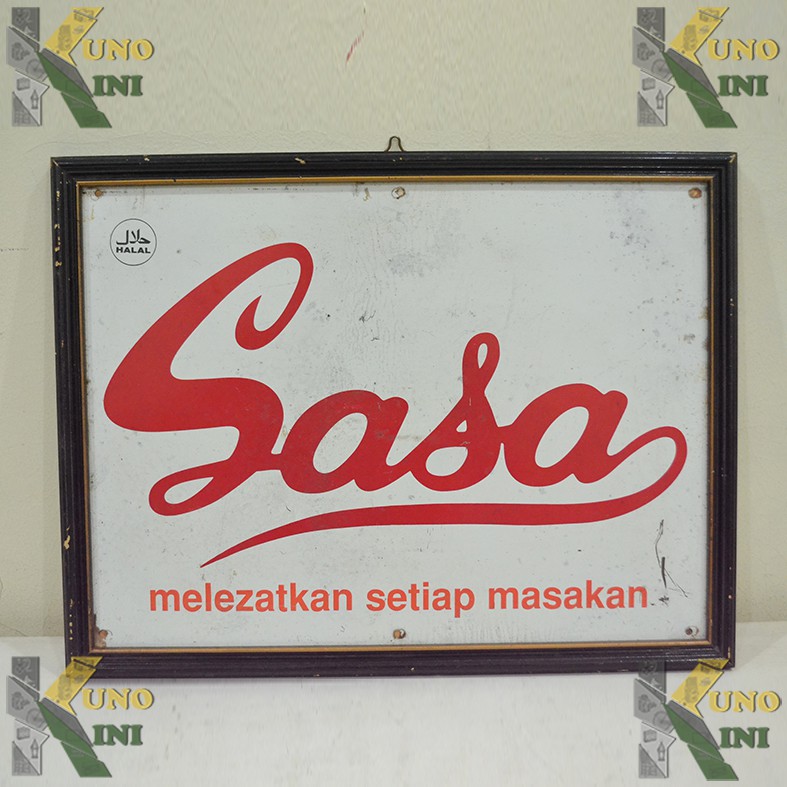 KUNO KINI
KUNO KINI
حلال
HALAL
Sasa
melezatkan setiap masakan
KUNO KINI
KUNO KINI